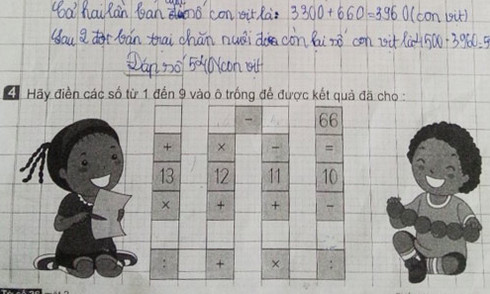 Cả hai lần bán số con vịt là: 3300 + 660 = 3960 (con vịt)
Sau 2 đợt bán trại chăn nuôi đó còn lại số con vịt là 4500 - 3960 = 5
Đáp số 540 con vịt
4 Hãy điền các số từ 1 đến 9 vào ô trống để được kết quả đã cho :
- 66
+ × - =
13 12 11 10
× + + -
: + × :